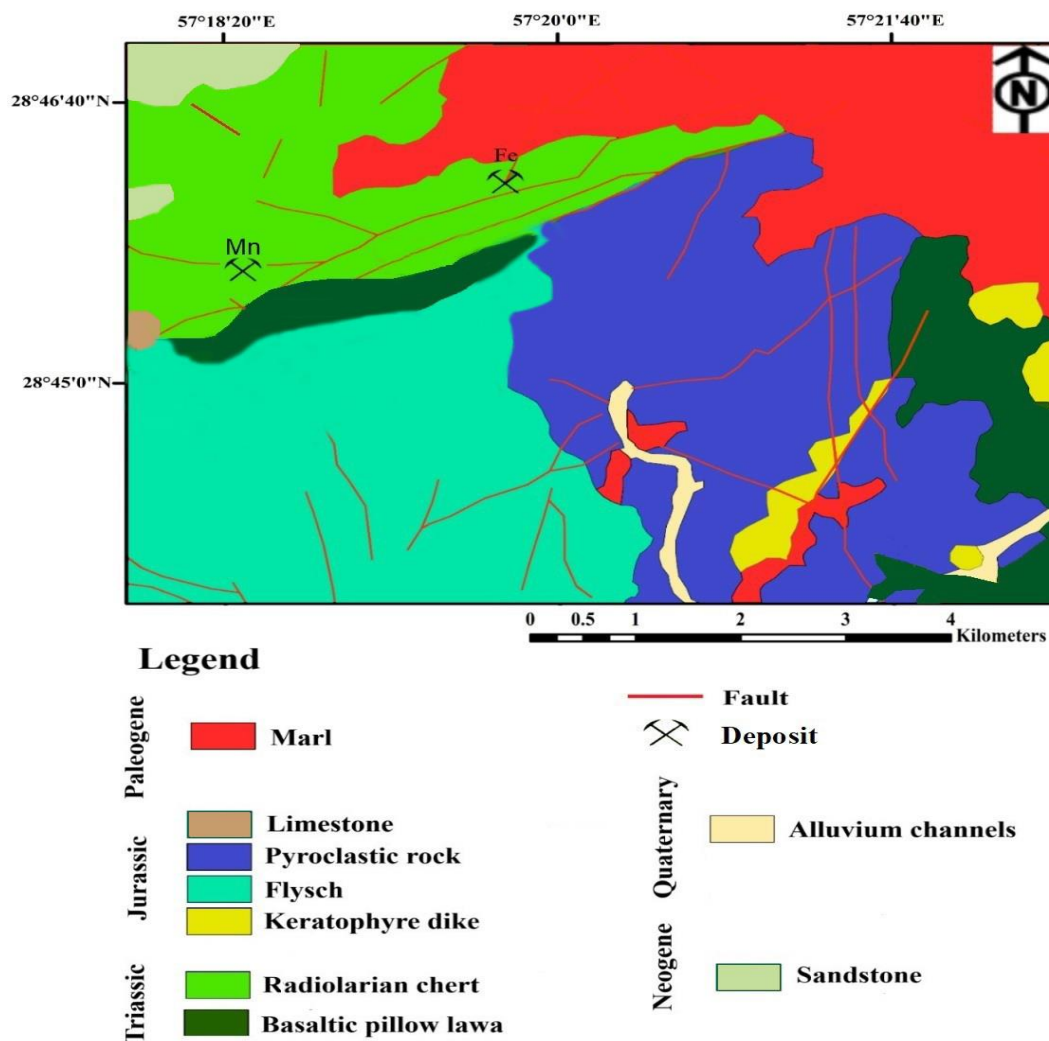 57°18'20"E 57°20'0"E 57°21'40"E
28°46'40"N
N
Fe
Mn
28°45'0"N
0 0.5 1 2 3 4
Kilometers
Legend
Paleogene
Marl
Fault
Deposit
Jurassic
Limestone
Pyroclastic rock
Flysch
Keratophyre dike
Quaternary
Alluvium channels
Triassic
Radiolarian chert
Basaltic pillow lawa
Neogene
Sandstone